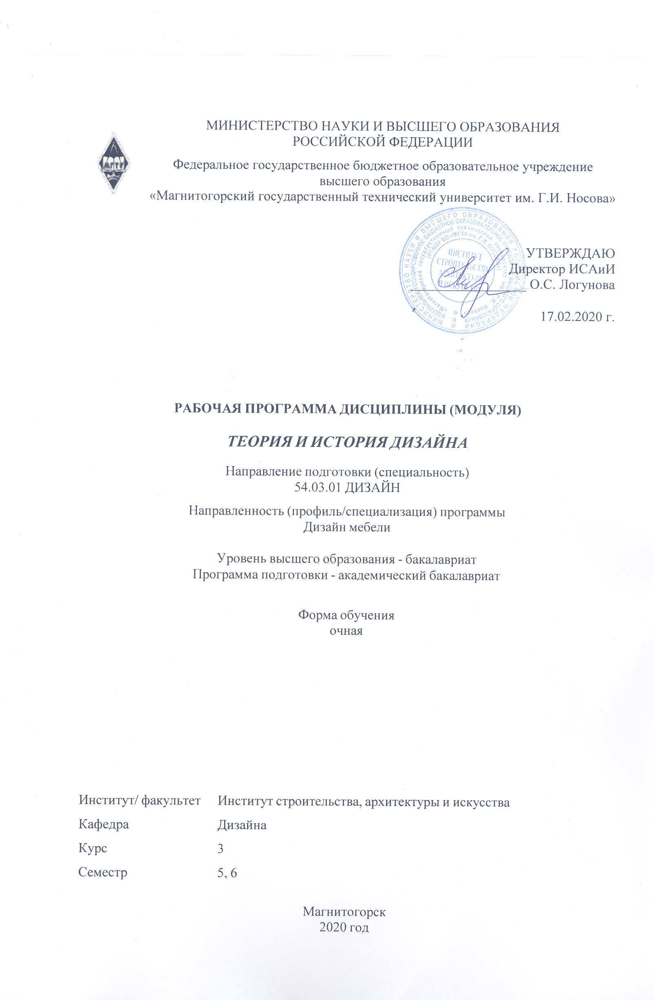 МИНИСТЕРСТВО НАУКИ И ВЫСШЕГО ОБРАЗОВАНИЯ
РОССИЙСКОЙ ФЕДЕРАЦИИ
МГТУ
Федеральное государственное бюджетное образовательное учреждение
высшего образования
«Магнитогорский государственный технический университет им. Г.И. Носова»
МИНИСТЕРСТВО НАУКИ И ВЫСШЕГО ОБРАЗОВАНИЯ РОССИЙСКОЙ ФЕДЕРАЦИИ
ФЕДЕРАЛЬНОЕ ГОСУДАРСТВЕННОЕ БЮДЖЕТНОЕ ОБРАЗОВАТЕЛЬНОЕ УЧРЕЖДЕНИЕ ВЫСШЕГО ОБРАЗОВАНИЯ
«Магнитогорский государственный технический университет им. Г.И. Носова»
(ФГБОУ ВО «МГТУ им. Г.И. НОСОВА»)
ИНСТИТУТ
СТРОИТЕЛЬСТВА,
АРХИТЕКТУРЫ
И ИСКУССТВА
УТВЕРЖДАЮ
Директор ИСАиИ
О.С. Логунова
17.02.2020 г.
РАБОЧАЯ ПРОГРАММА ДИСЦИПЛИНЫ (МОДУЛЯ)
ТЕОРИЯ И ИСТОРИЯ ДИЗАЙНА
Направление подготовки (специальность)
54.03.01 ДИЗАЙН
Направленность (профиль/специализация) программы
Дизайн мебели
Уровень высшего образования - бакалавриат
Программа подготовки - академический бакалавриат
Форма обучения
очная
Институт/ факультет Институт строительства, архитектуры и искусства
Кафедра Дизайна
Курс 3
Семестр 5, 6
Магнитогорск
2020 год